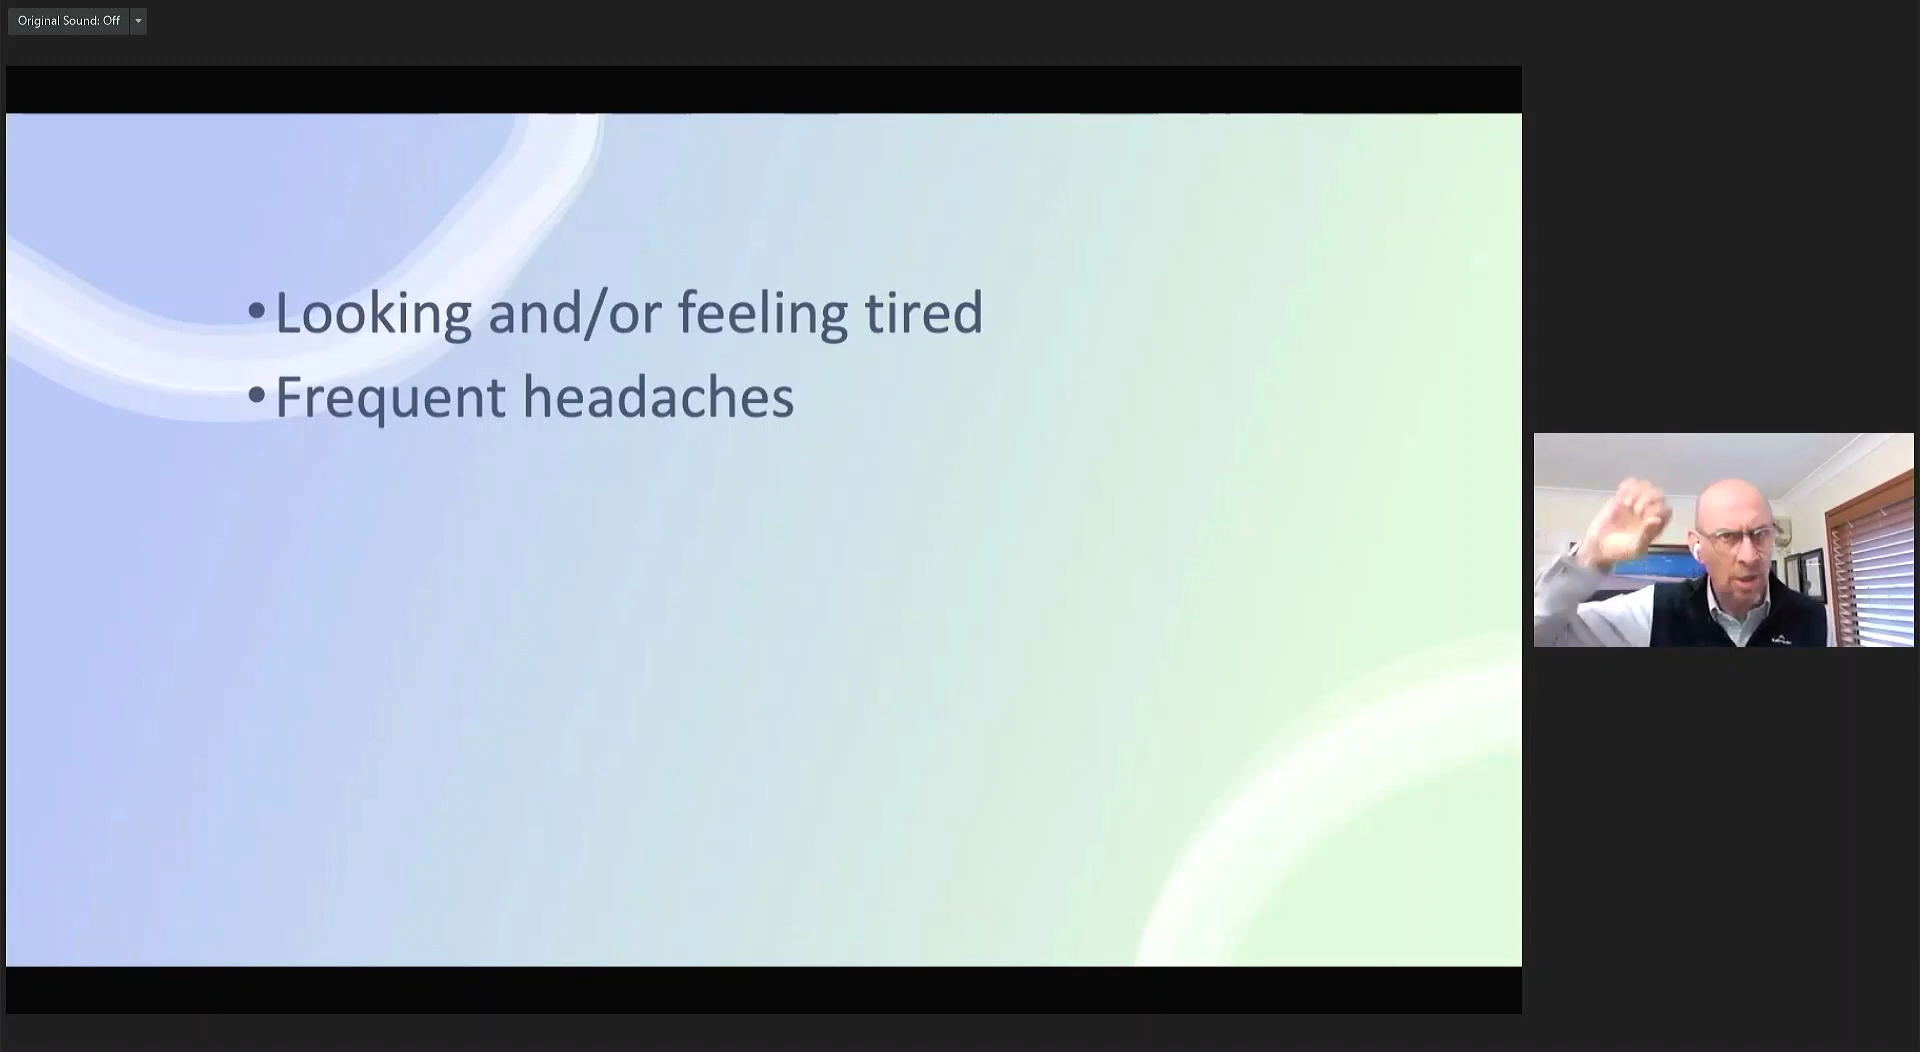 Original Sound: Off
• Looking and/or feeling tired
• Frequent headaches